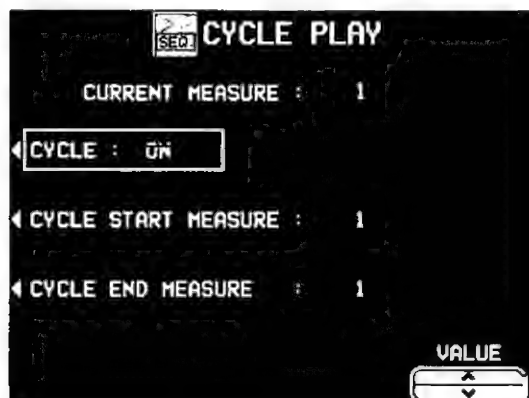 SEQ CYCLE PLAY
CURRENT MEASURE : 1
CYCLE : ON
CYCLE START MEASURE : 1
CYCLE END MEASURE : 1
VALUE